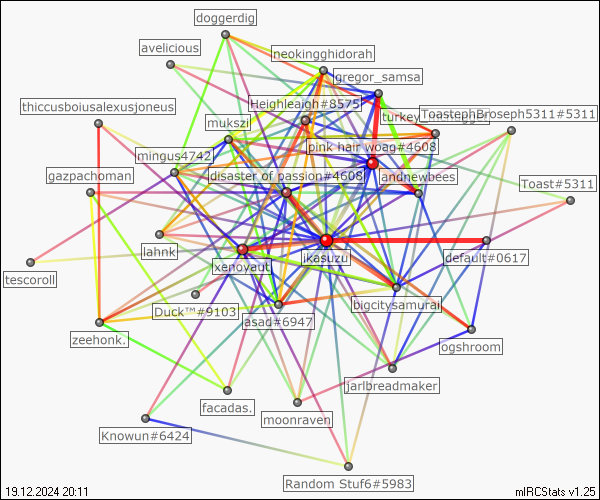 doggerdig
avelicious
neokingghidorah
gregor_samsa
thiccusboiusalexusjoneus
Heighleagh#8575
ToastephBroseph5311#5311
mukszi
pink hair woag#4608
mingus4742
gazpachoman
disaster of passion#4608
andnewbees
Toast#5311
lahnk
xenoyaut
ikasuzu
default#0617
tescoroll
Duck™#9103
bigcitysamurai
asad#6947
zeehonk.
ogshroom
jarlbreadmaker
facadas.
moonraven
Knowun#6424
Random Stuf6#5983
19.12.2024 20:11
mIRCStats v1.25